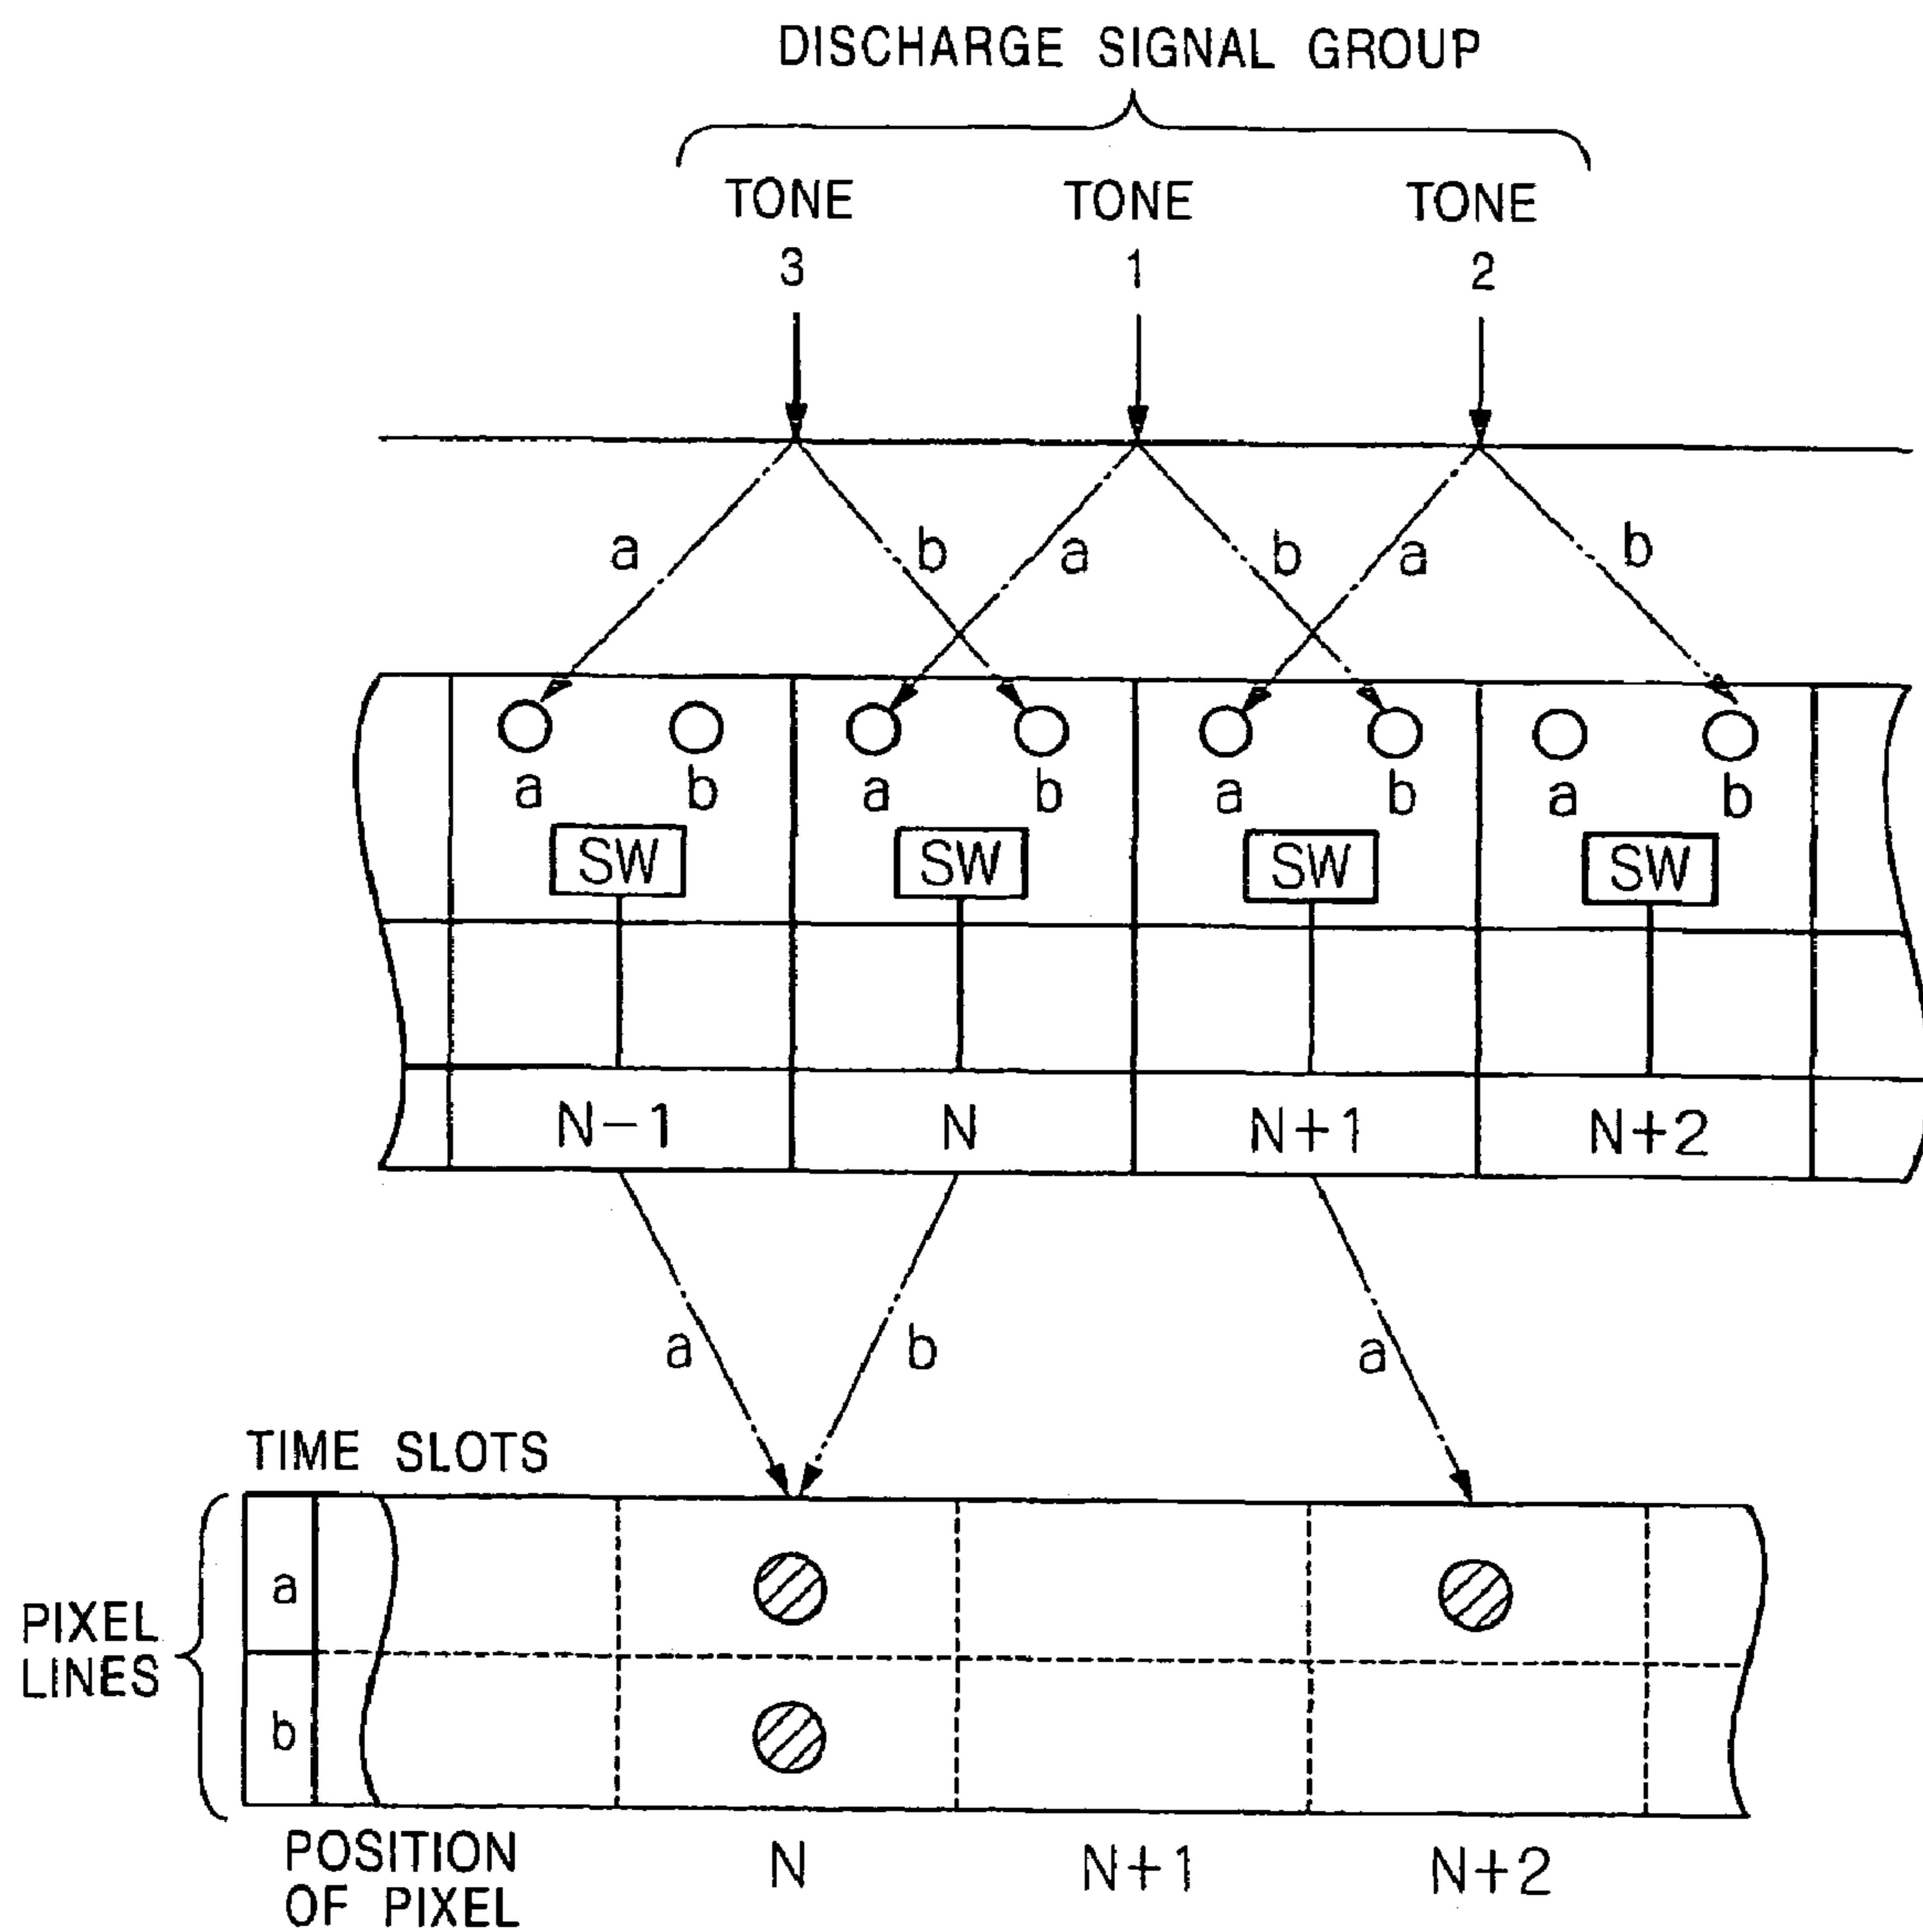 DISCHARGE SIGNAL GROUP
TONE TONE TONE
3 1 2
a b a b a b
a b a b a b a b
SW SW SW SW
N-1 N N+1 N+2
a b a
TIME SLOTS
PIXEL
LINES
a
b
POSITION
OF PIXEL
N N+1 N+2